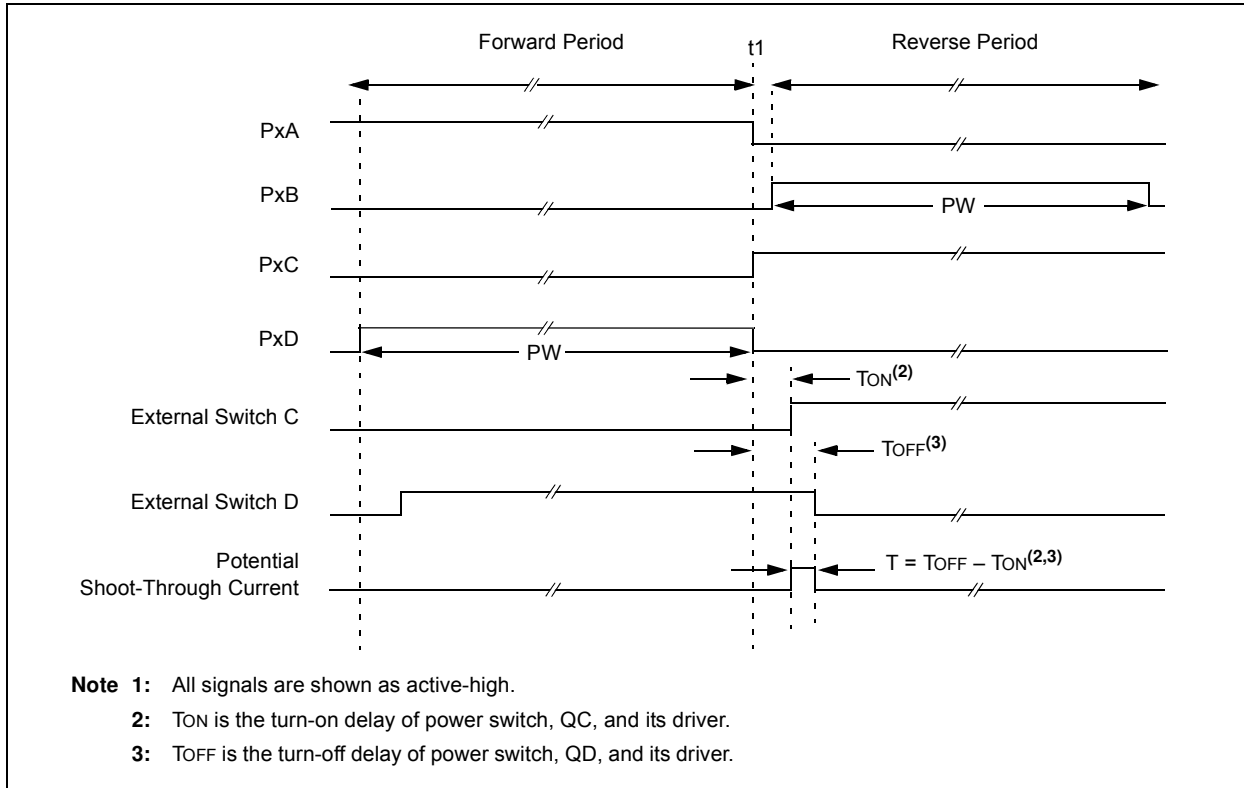 Forward Period
t1
Reverse Period
PxA
PxB
PW
PxC
PxD
PW
TON(2)
External Switch C
TOFF(3)
External Switch D
Potential
Shoot-Through Current
T = TOFF – TON(2,3)
Note 1: All signals are shown as active-high.
2: TON is the turn-on delay of power switch, QC, and its driver.
3: TOFF is the turn-off delay of power switch, QD, and its driver.